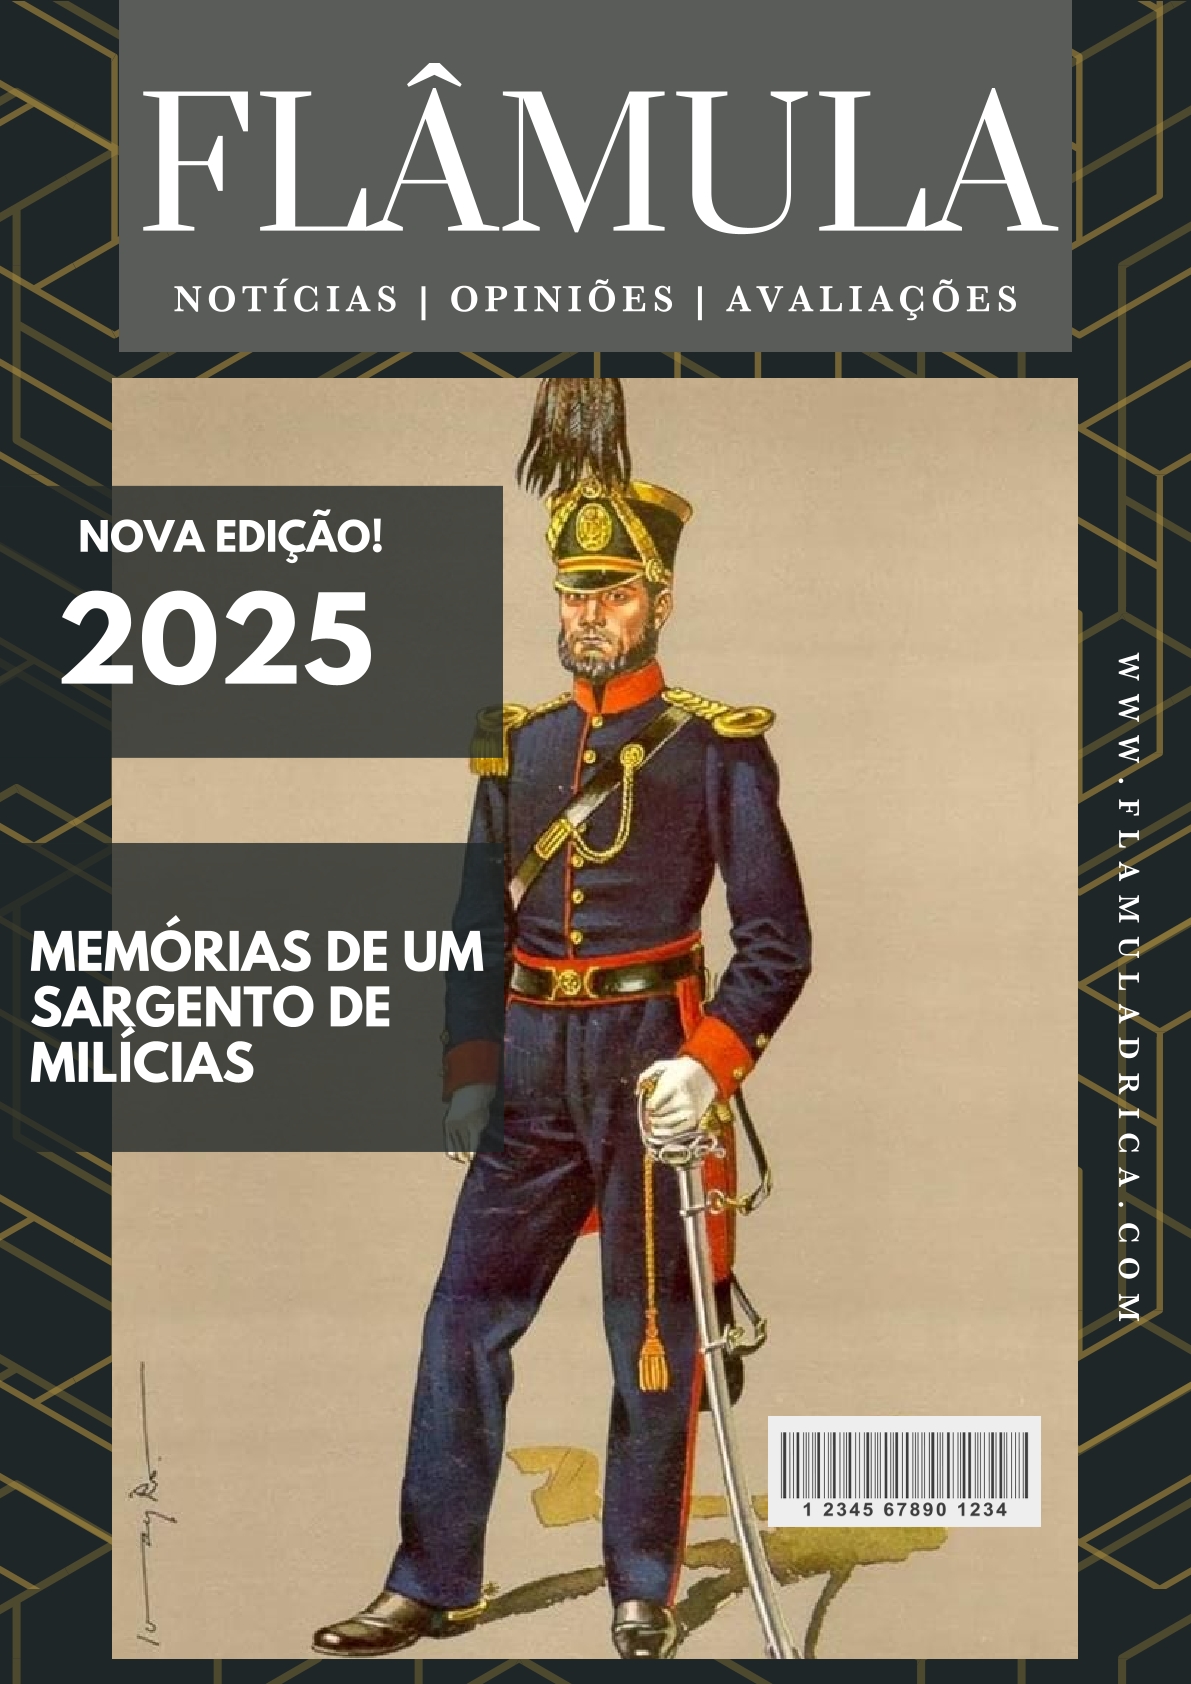 FLÂMULA
NOTÍCIAS | OPINIÕES | AVALIAÇÕES
NOVA EDIÇÃO!
2025
MEMÓRIAS DE UM
SARGENTO DE
MILÍCIAS
WWW.FLAMULADRICA.COM
1 2345 67890 1234